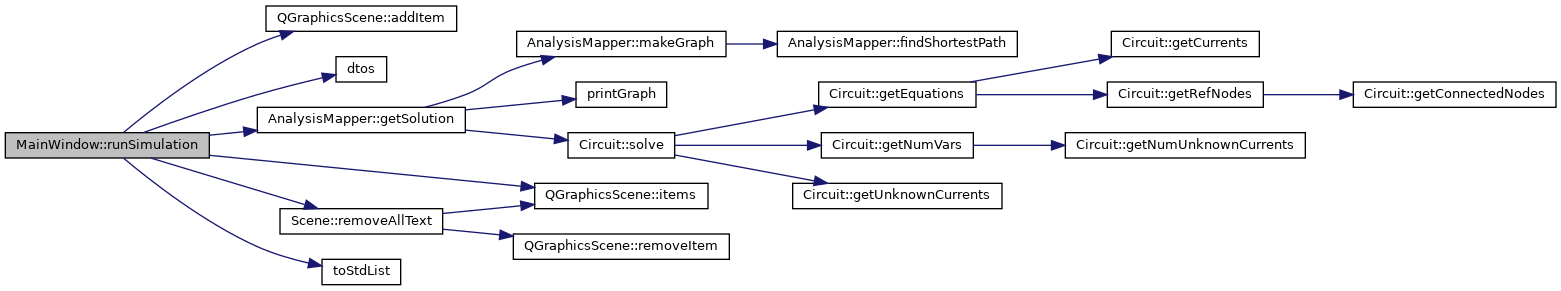 QGraphicsScene::addItem
AnalysisMapper::makeGraph
AnalysisMapper::findShortestPath
Circuit::getCurrents
dtos
printGraph
Circuit::getEquations
Circuit::getRefNodes
Circuit::getConnectedNodes
AnalysisMapper::getSolution
MainWindow::runSimulation
Circuit::solve
Circuit::getNumVars
Circuit::getNumUnknownCurrents
QGraphicsScene::items
Circuit::getUnknownCurrents
Scene::removeAllText
QGraphicsScene::removeItem
toStdList